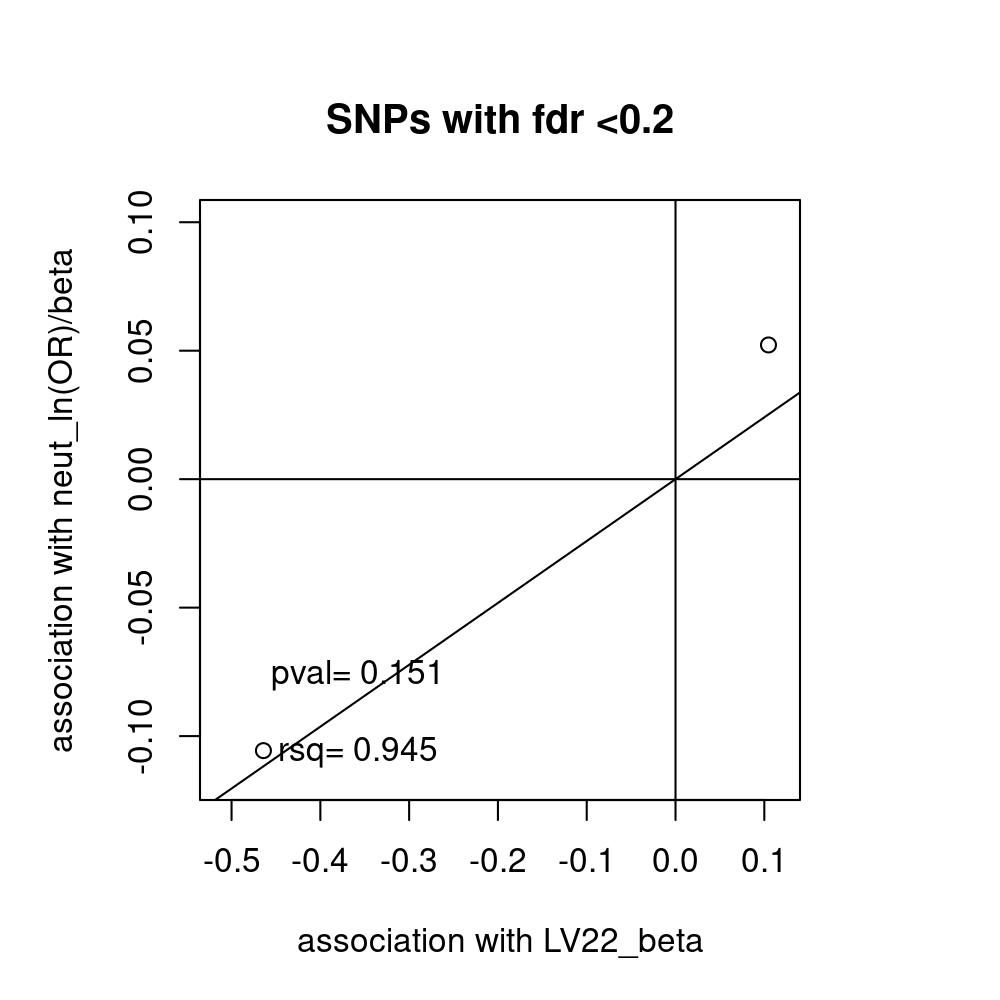 SNPs with fdr <0.2
association with neut_ln(OR)/beta
0.10
0.05
0.00
-0.05
-0.10
pval= 0.151
rsq= 0.945
-0.5 -0.4 -0.3 -0.2 -0.1 0.0 0.1
association with LV22_beta